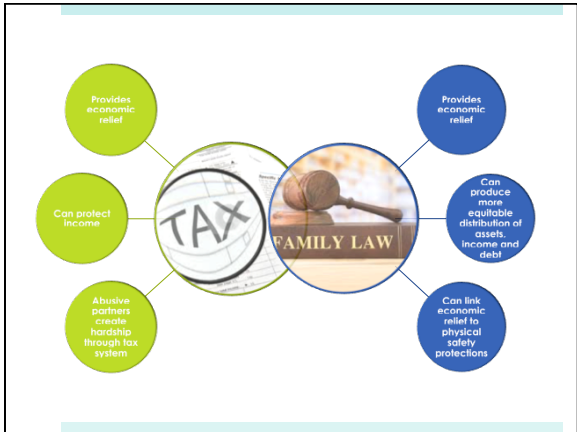 Provides
economic
relief
Can protect
income
Abusive
partners
create
hardship
through tax
system
TAX
FAMILY LAW
Provides
economic
relief
Can
produce
more
equitable
distribution of
assets,
income and
debt
Can link
economic
relief to
physical
safety
protections